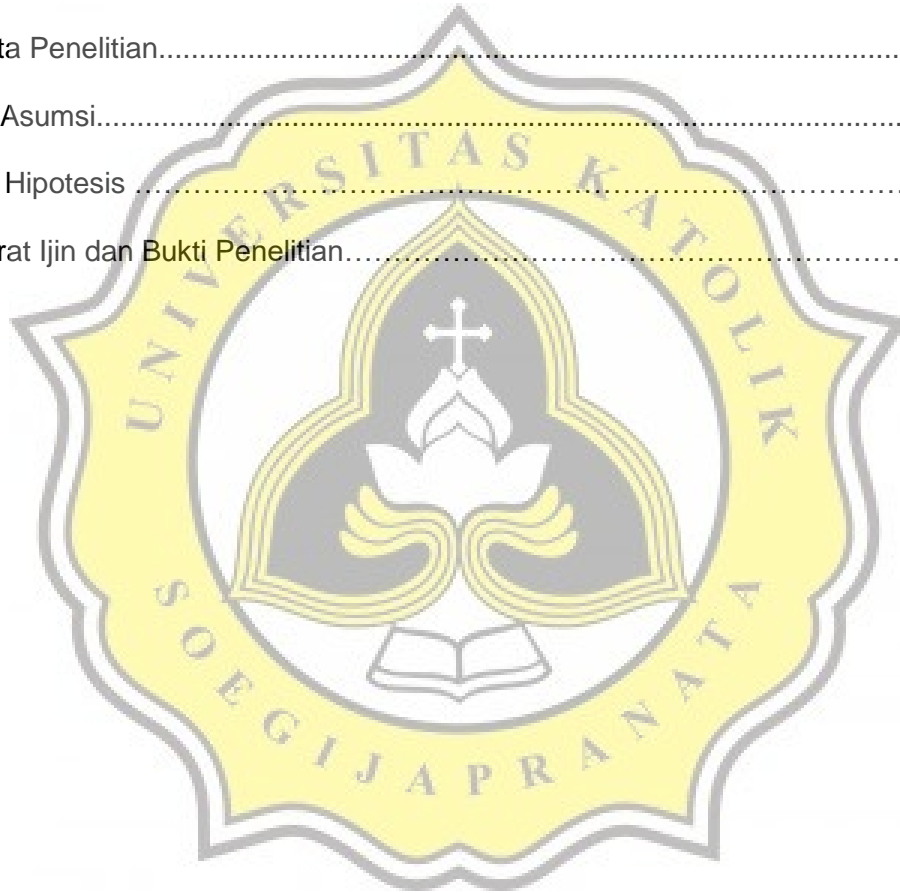 ta Penelitian
Asumsi
Hipotesis
rat Ijin dan Bukti Penelitian
UNIVERSITAS KATOLIK
SOEGIJAPRANATA